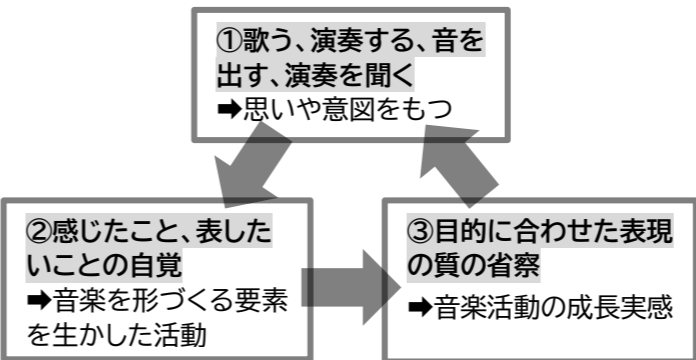 ①歌う、演奏する、音を
出す、演奏を聞く
➡思いや意図をもつ
②感じたこと、表した
いことの自覚
➡音楽を形づくる要素
を生かした活動
③目的に合わせた表現
の質の省察
➡音楽活動の成長実感